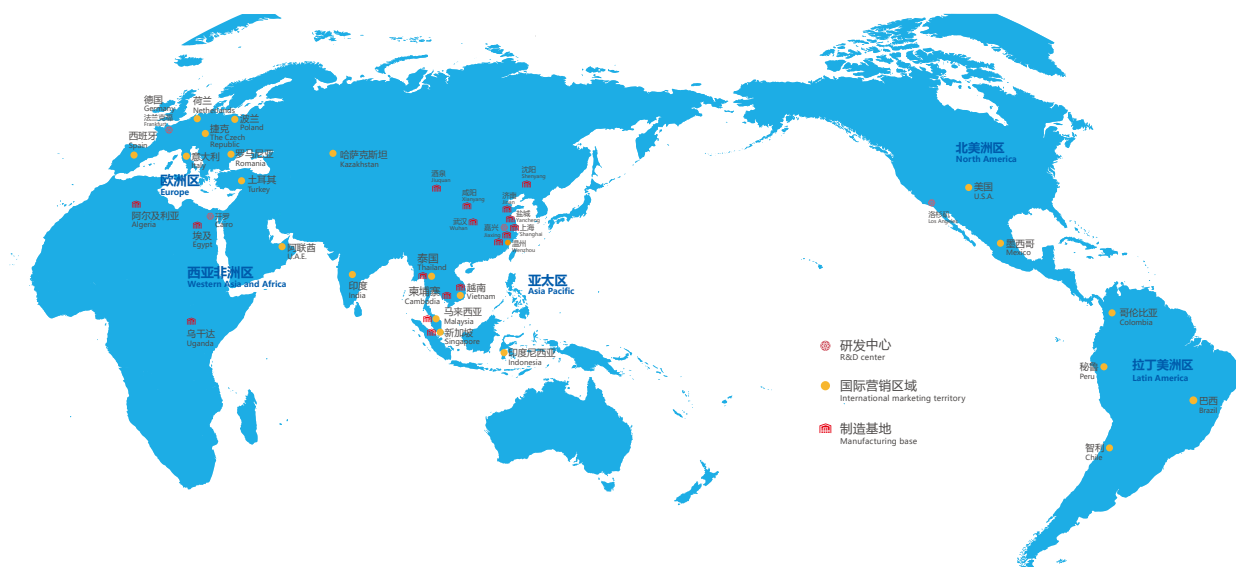 德国
Germany
法兰克福
Frankfurt
荷兰
Netherlands
波兰
Poland
捷克
The Czech
Republic
西班牙
Spain
意大利
Italy
罗马尼亚
Romania
欧洲区
Europe
土耳其
Turkey
哈萨克斯坦
Kazakhstan
阿尔及利亚
Algeria
开罗
Cairo
埃及
Egypt
阿联酋
U.A.E.
西亚非洲区
Western Asia and Africa
乌干达
Uganda
酒泉
Jiuquan
沈阳
Shenyang
咸阳
Xianyang
济南
Jinan
盐城
Yancheng
武汉
Wuhan
嘉兴
Jiaxing
上海
Shanghai
温州
Wenzhou
印度
India
泰国
Thailand
柬埔寨
Cambodia
越南
Vietnam
亚太区
Asia Pacific
马来西亚
Malaysia
新加坡
Singapore
印度尼西亚
Indonesia
北美洲区
North America
美国
U.S.A.
洛杉矶
Los Angeles
墨西哥
Mexico
哥伦比亚
Colombia
秘鲁
Peru
拉丁美洲区
Latin America
巴西
Brazil
智利
Chile
研发中心
R&D center
国际营销区域
International marketing territory
制造基地
Manufacturing base